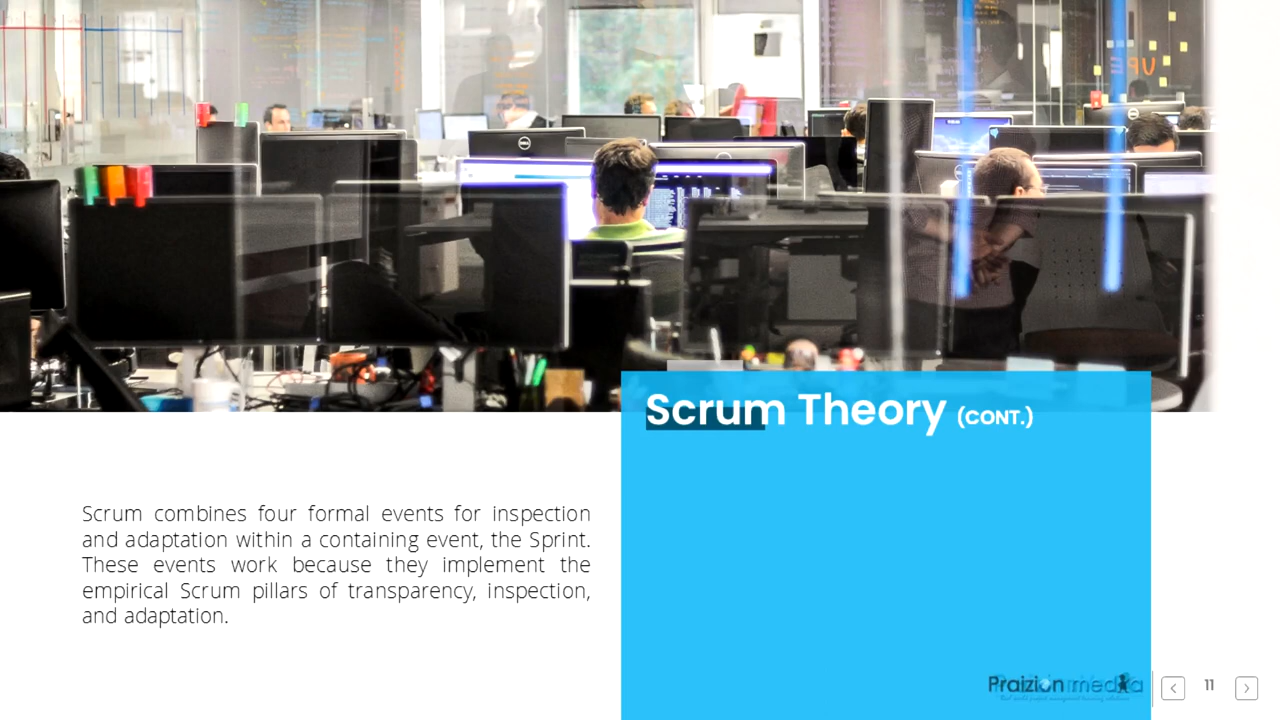 Scrum Theory (CONT.)
Scrum combines four formal events for inspection
and adaptation within a containing event, the Sprint.
These events work because they implement the
empirical Scrum pillars of transparency, inspection,
and adaptation.
Praizion media
11